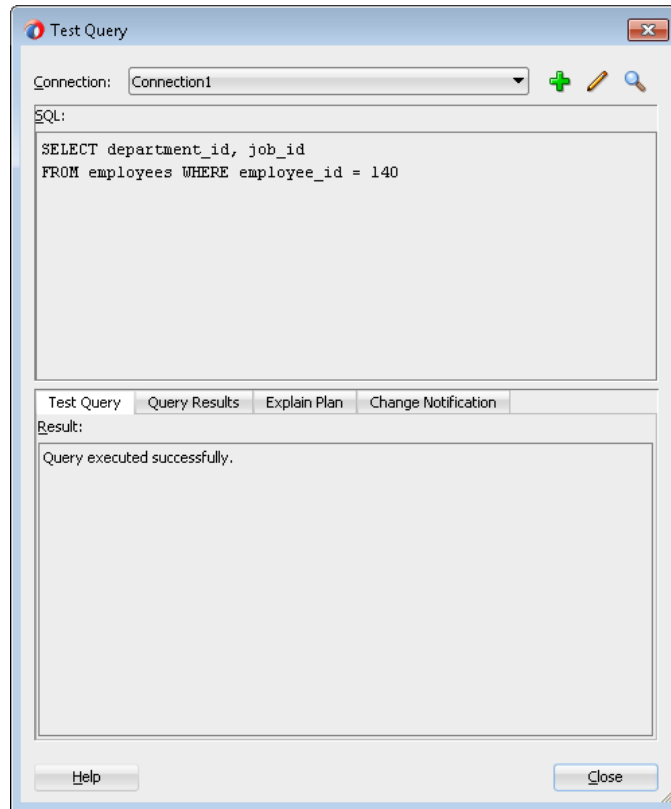 Test Query
Connection: Connection1
SQL:
SELECT department_id, job_id
FROM employees WHERE employee_id = 140
Test Query Query Results Explain Plan Change Notification
Result:
Query executed successfully.
Help Close